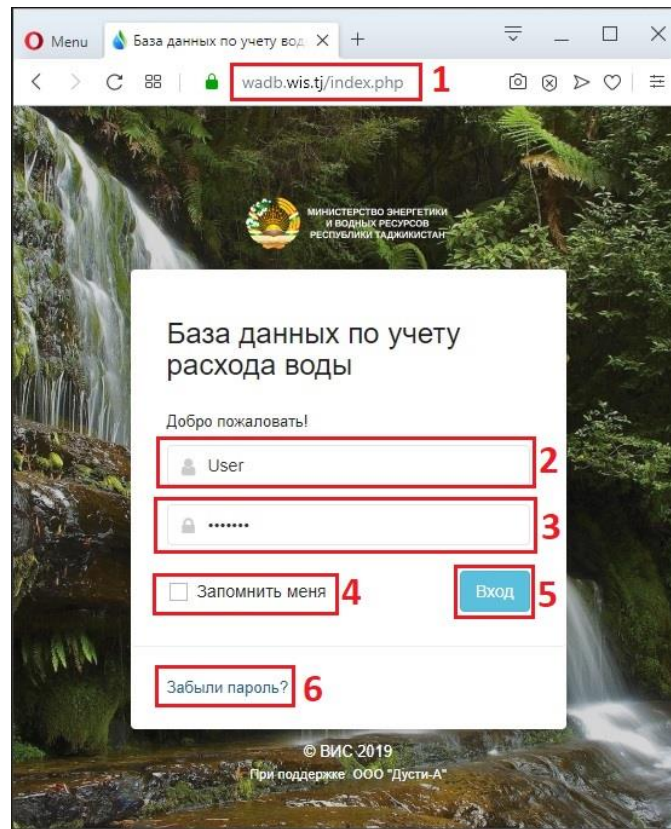 Menu
База данных по учету вод
wadb.wis.tj/index.php
1
МИНИСТЕРСТВО ЭНЕРГЕТИКИ
И ВОДНЫХ РЕСУРСОВ
РЕСПУБЛИКИ ТАДЖИКИСТАН
База данных по учету
расхода воды
Добро пожаловать!
User
2
•••••••
3
Запомнить меня
4
Вход
5
Забыли пароль?
6
© ВИС 2019
При поддержке ООО "Дусти-А"